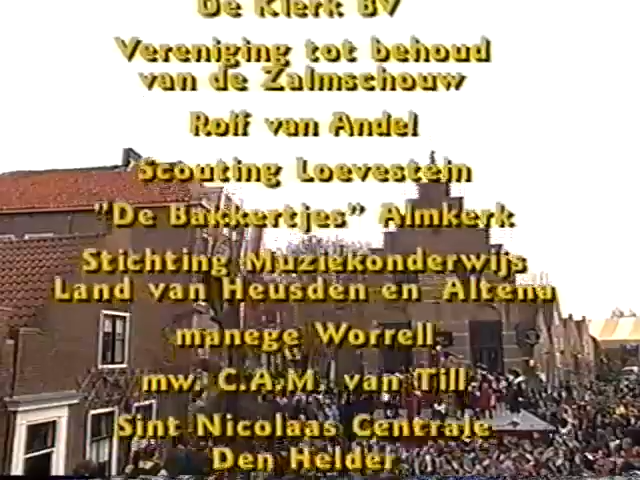 De Klerk BV
Vereniging tot behoud
van de Zalmschouw
Rolf van Andel
Scouting Loevestein
"De Bakkertjes" Almkerk
Stichting Muziekonderwijs
Land van Heusden en Altena
manege Worrell
mw. C.A.M. van Till
Sint Nicolaas Centrale
Den Helder